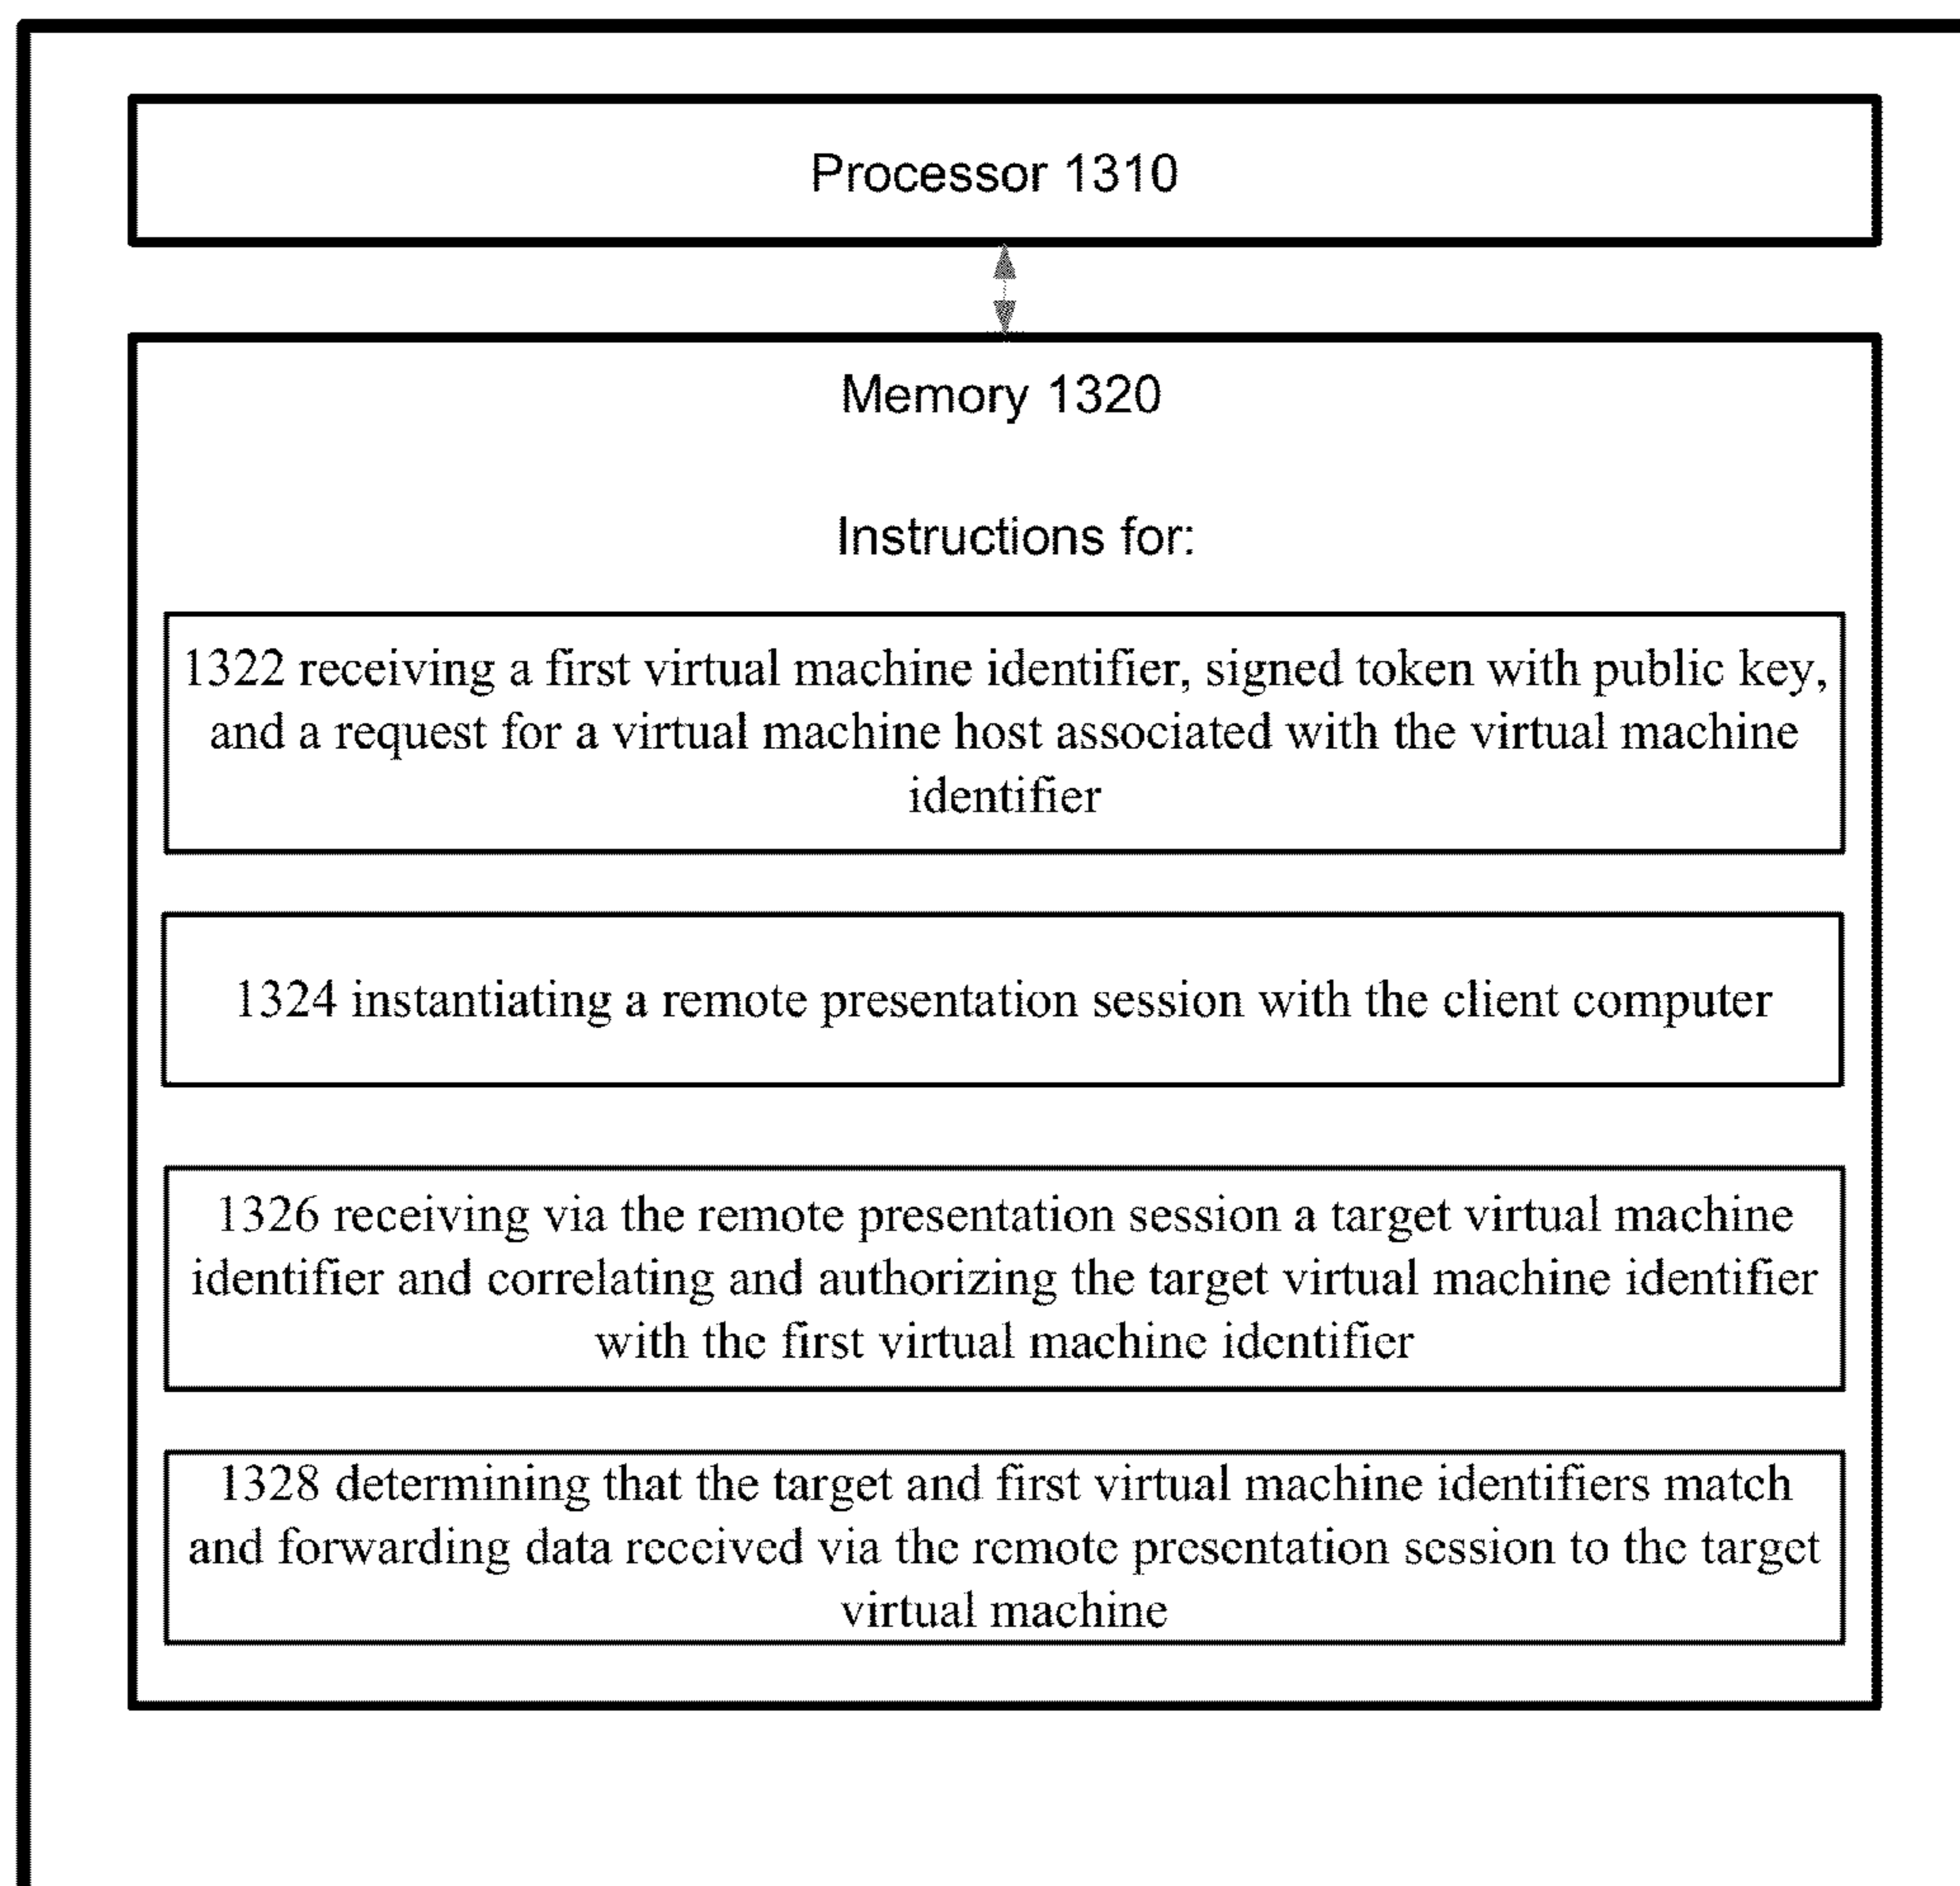 Processor 1310
Memory 1320
Instructions for:
1322 receiving a first virtual machine identifier, signed token with public key,
and a request for a virtual machine host associated with the virtual machine
identifier
1324 instantiating a remote presentation session with the client computer
1326 receiving via the remote presentation session a target virtual machine
identifier and correlating and authorizing the target virtual machine identifier
with the first virtual machine identifier
1328 determining that the target and first virtual machine identifiers match
and forwarding data received via the remote presentation session to the target
virtual machine